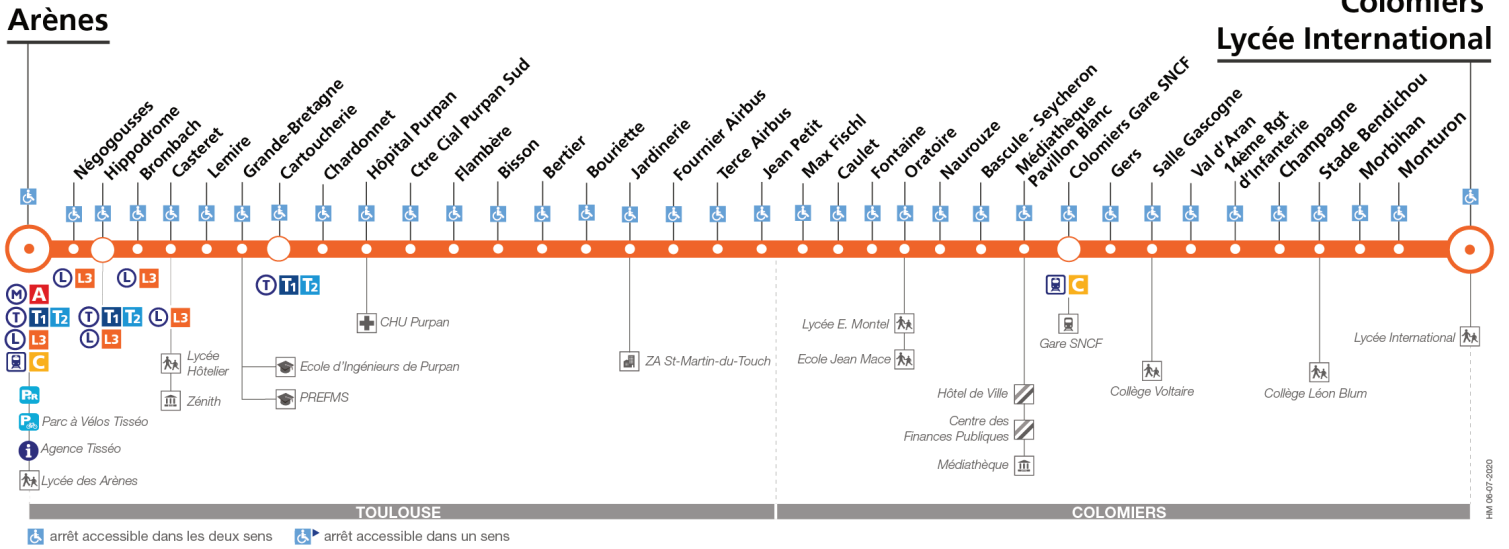 Arènes
Colomiers
Lycée International
Négogousses
Hippodrome
Brombach
Casteret
Lemire
Grande-Bretagne
Cartoucherie
Chardonnet
Hôpital Purpan
Ctre Cial Purpan Sud
Flambère
Bisson
Bertier
Bouriette
Jardinerie
Fournier Airbus
Terce Airbus
Jean Petit
Max Fischl
Caulet
Fontaine
Oratoire
Naurouze
Bascule - Seycheron
Médiathèque
Pavillon Blanc
Colomiers Gare SNCF
Gers
Salle Gascogne
Val d'Aran
14ème Rgt
d'Infanterie
Champagne
Stade Bendichou
Morbihan
Monturon
L L3
L L3
M A
T T1 T2
L L3
C
T T1 T2
L L3
L L3
T T1 T2
C
CHU Purpan
Lycée
Hôtelier
Zénith
Ecole d'Ingénieurs de Purpan
PREFMS
P+R
P
Parc à Vélos Tisséo
i
Agence Tisséo
Lycée des Arènes
ZA St-Martin-du-Touch
Lycée E. Montel
Ecole Jean Mace
Hôtel de Ville
Centre des
Finances Publiques
Médiathèque
Gare SNCF
Collège Voltaire
Collège Léon Blum
Lycée International
HM 06-07-2020
TOULOUSE
COLOMIERS
arrêt accessible dans les deux sens
arrêt accessible dans un sens